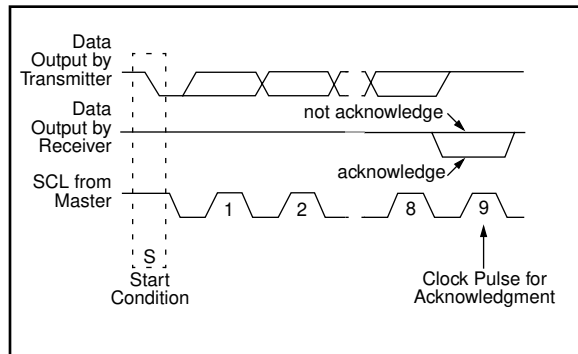 Data
Output by
Transmitter
Data
Output by
Receiver
not acknowledge
acknowledge
SCL from
Master
1
2
8
9
S
Start
Condition
Clock Pulse for
Acknowledgment